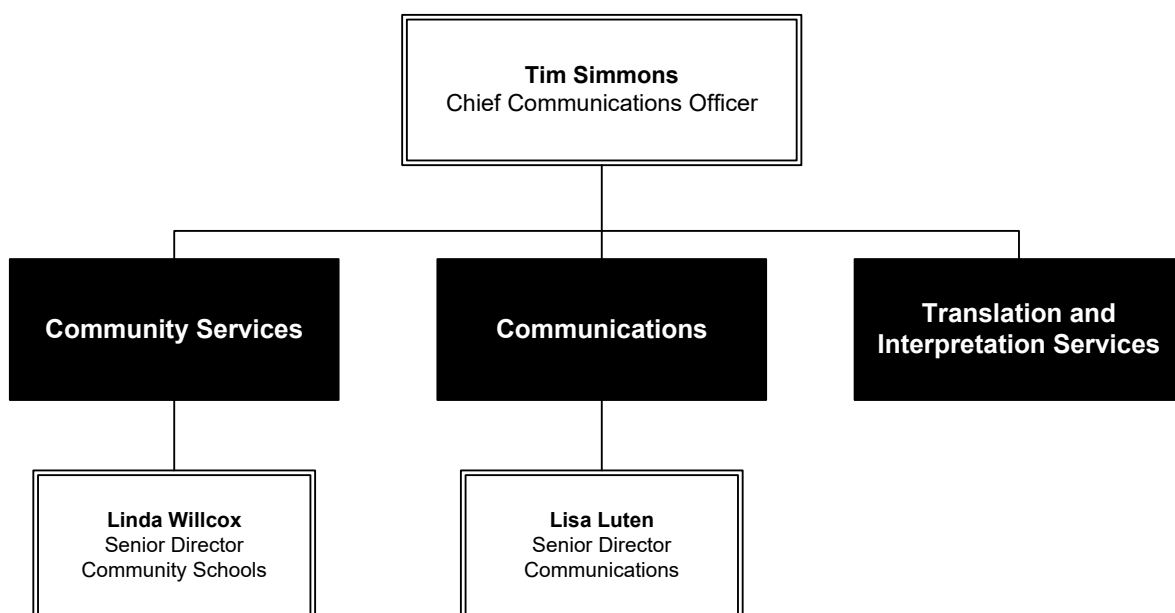 Tim Simmons
Chief Communications Officer
Community Services
Communications
Translation and
Interpretation Services
Linda Willcox
Senior Director
Community Schools
Lisa Luten
Senior Director
Communications